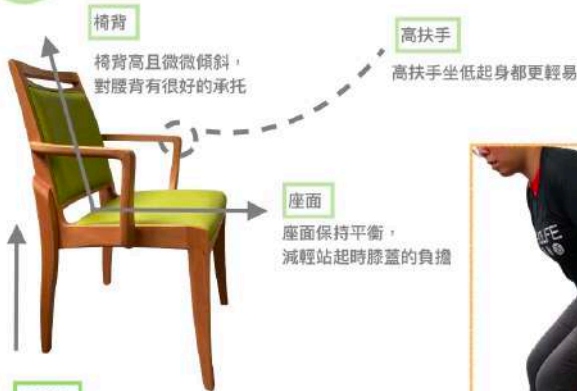 椅背
椅背高且微微傾斜，
對腰背有很好的承托
高扶手
高扶手坐低起身都更輕易
座面
座面保持平衡，
減輕站起時膝蓋的負擔